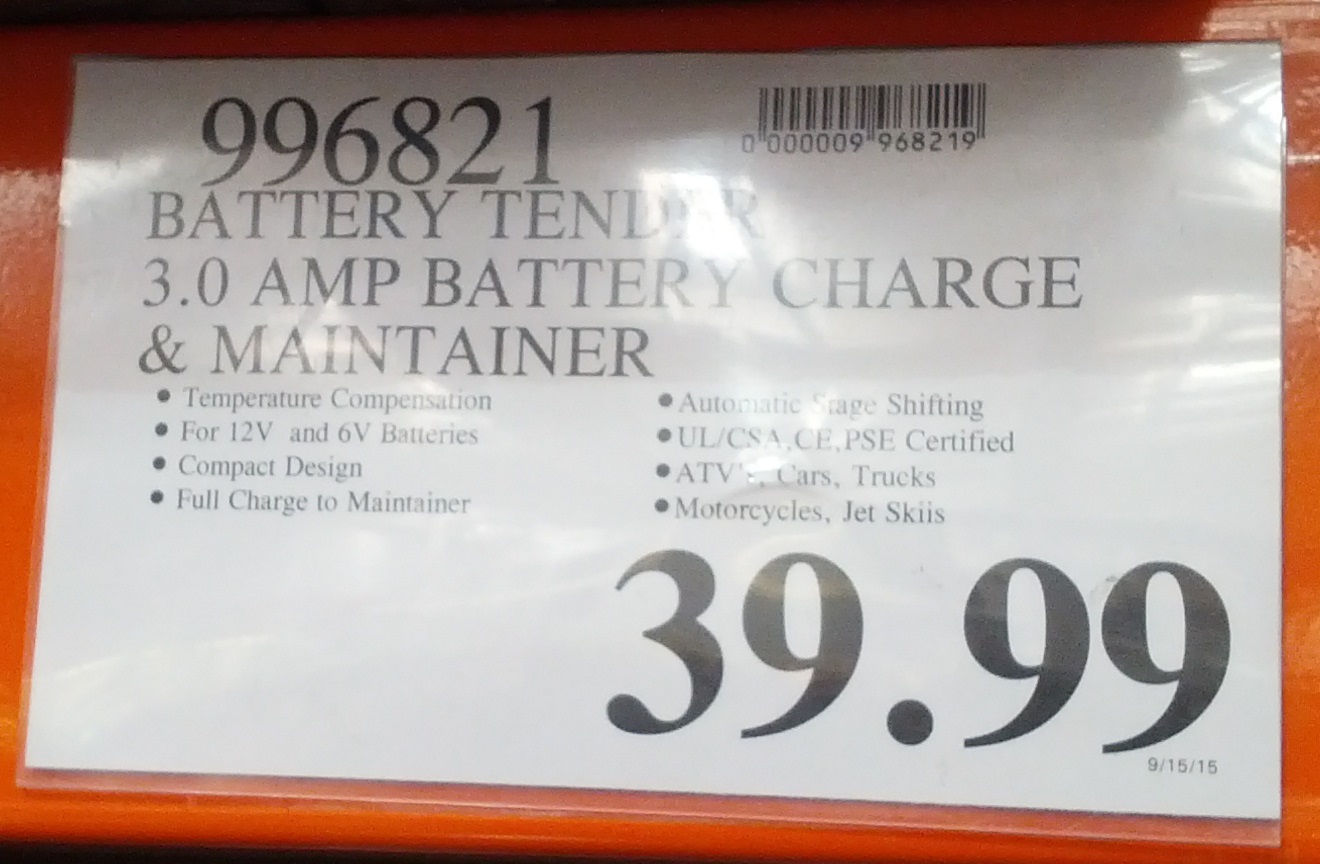 996821
0 000009 968219
BATTERY TENDER
3.0 AMP BATTERY CHARGE
& MAINTAINER
• Temperature Compensation
• For 12V and 6V Batteries
• Compact Design
• Full Charge to Maintainer
• Automatic Stage Shifting
• UL/CSA,CE,PSE Certified
• ATV's, Cars, Trucks
• Motorcycles, Jet Skiis
39.99
9/15/15